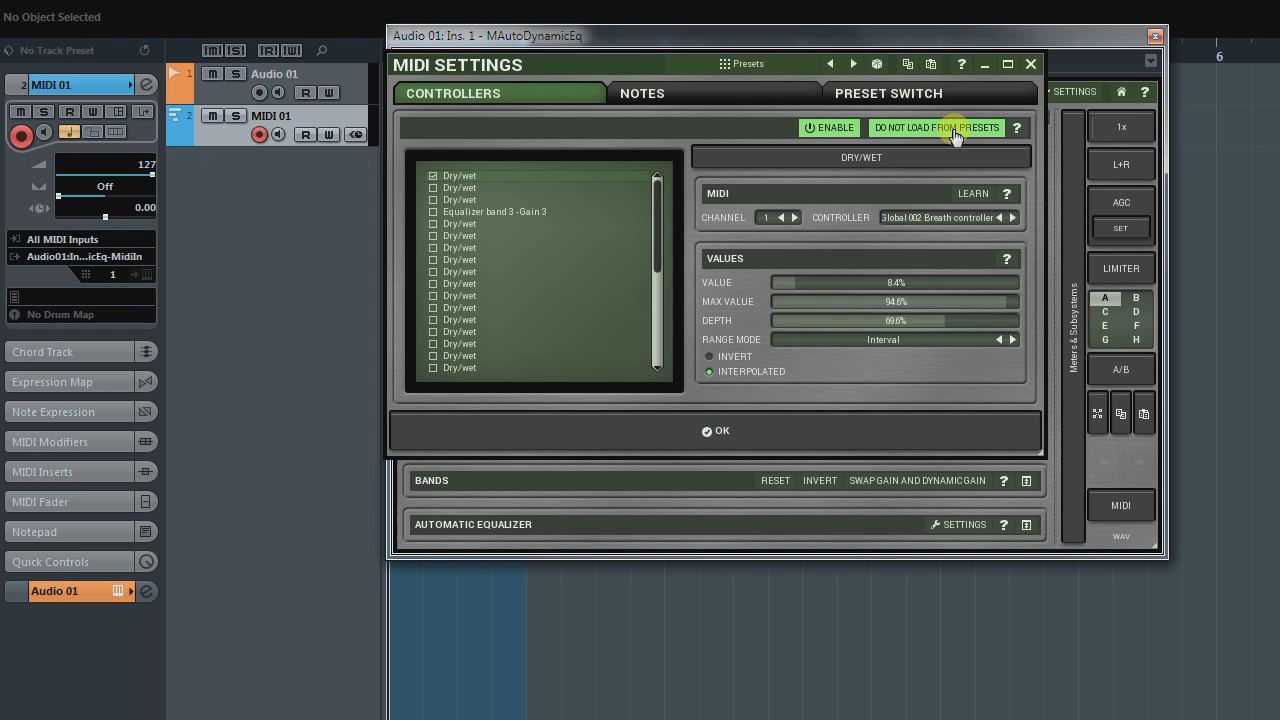 No Object Selected
No Track Preset
2 MIDI 01
M S R W
127
Off
0.00
All MIDI Inputs
Audio01:In...icEq-MidiIn
1
No Drum Map
Chord Track
Expression Map
Note Expression
MIDI Modifiers
MIDI Inserts
MIDI Fader
Notepad
Quick Controls
Audio 01
M S R W
1 M S Audio 01
R W
2 M S MIDI 01
R W
6
Audio 01: Ins. 1 - MAutoDynamicEq
MIDI SETTINGS
Presets
?
CONTROLLERS
NOTES
PRESET SWITCH
ENABLE
DO NOT LOAD FROM PRESETS
?
Dry/wet
Dry/wet
Dry/wet
Equalizer band 3 - Gain 3
Dry/wet
Dry/wet
Dry/wet
Dry/wet
Dry/wet
Dry/wet
Dry/wet
Dry/wet
Dry/wet
Dry/wet
Dry/wet
Dry/wet
Dry/wet
DRY/WET
MIDI
LEARN
?
CHANNEL
1
CONTROLLER
Global 002 Breath controller
VALUES
?
VALUE
8.4%
MAX VALUE
94.6%
DEPTH
69.6%
RANGE MODE
Interval
INVERT
INTERPOLATED
OK
BANDS
RESET
INVERT
SWAP GAIN AND DYNAMIC GAIN
?
AUTOMATIC EQUALIZER
SETTINGS
?
SETTINGS
?
Meters & Subsystems
1x
L+R
AGC
SET
LIMITER
A B
C D
E F
G H
A/B
MIDI
WAV